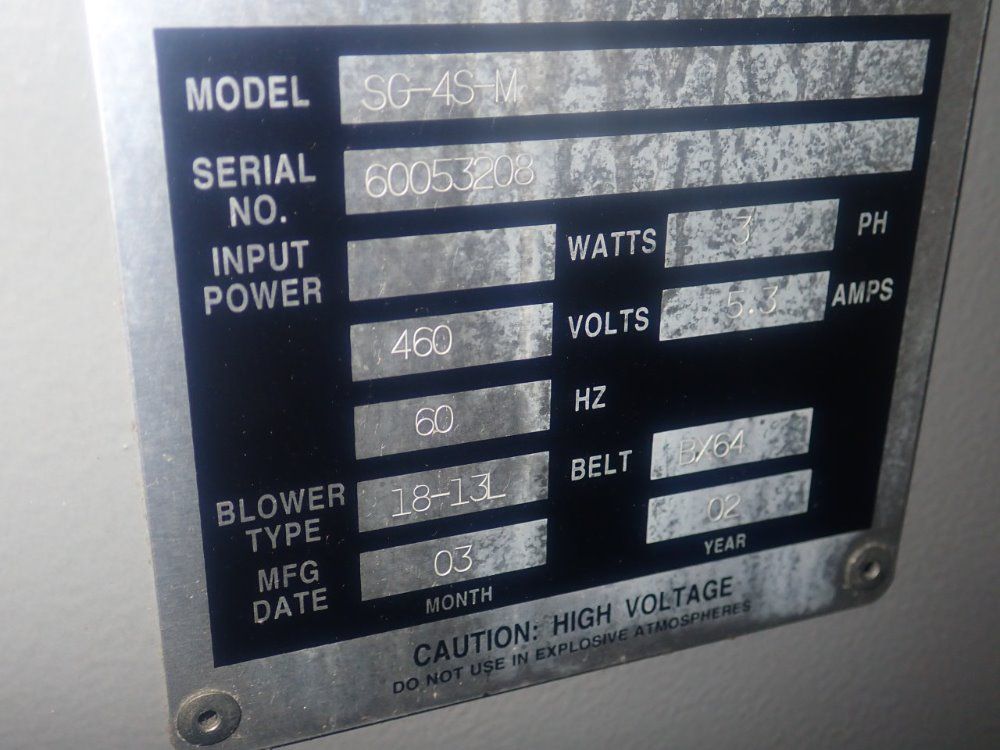 MODEL SG-4S-M
SERIAL NO. 60053208
INPUT POWER WATTS 3 PH
460 VOLTS 5.3 AMPS
60 HZ
BLOWER TYPE 18-13L BELT BX64
MFG DATE 03 02
MONTH YEAR
CAUTION: HIGH VOLTAGE
DO NOT USE IN EXPLOSIVE ATMOSPHERES